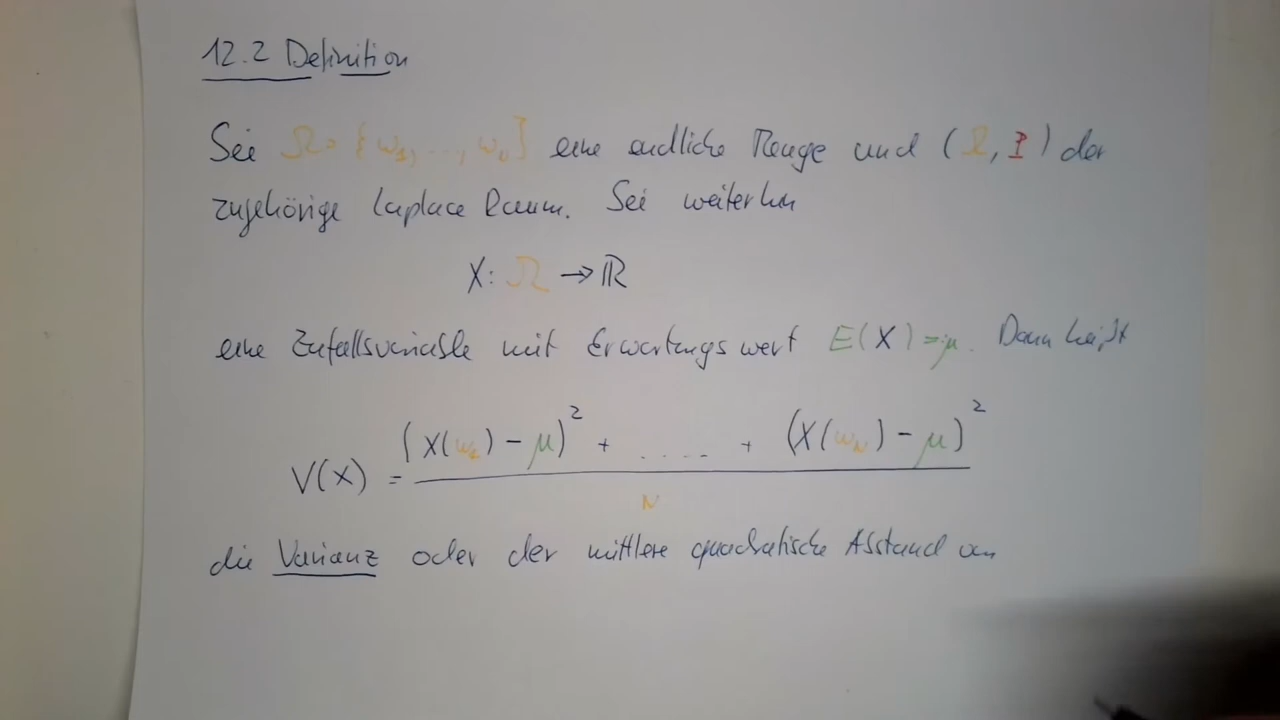 12.2 Definition
Sei Ω = {ω₁, ..., ωₙ} eine endliche Menge und (Ω, P) der
zugehörige Laplace Raum. Sei weiterhin
X: Ω → ℝ
eine Zufallsvariable mit Erwartungswert E(X) = μ. Dann heißt
V(X) = ((X(ω₁) - μ)² + ..... + (X(ω_N) - μ)²) / N
die Varianz oder der mittlere quadratische Abstand von